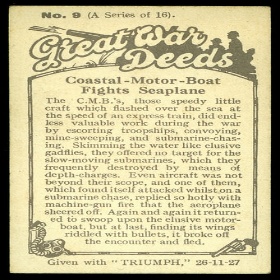 No. 9 (A Series of 16).
Great War
Deeds
Coastal-Motor-Boat
Fights Seaplane
The C.M.B.'s, those speedy little
craft which flashed over the sea at
the speed of an express train, did end-
less valuable work during the war
by escorting troopships, convoying,
mine-sweeping, and submarine-chas-
ing. Skimming the water like elusive
gadflies, they offered no target for the
slow-moving submarines, which they
frequently destroyed by means of
depth-charges. Even aircraft was not
beyond their scope, and one of them,
which found itself attacked whilst on a
submarine chase, replied so hotly with
machine-gun fire that the aeroplane
sheered off. Again and again it return-
ed to swoop upon the elusive motor-
boat, but at last, finding its wings
riddled with bullets, it broke off
the encounter and fled.
Given with "TRIUMPH," 26-11-27